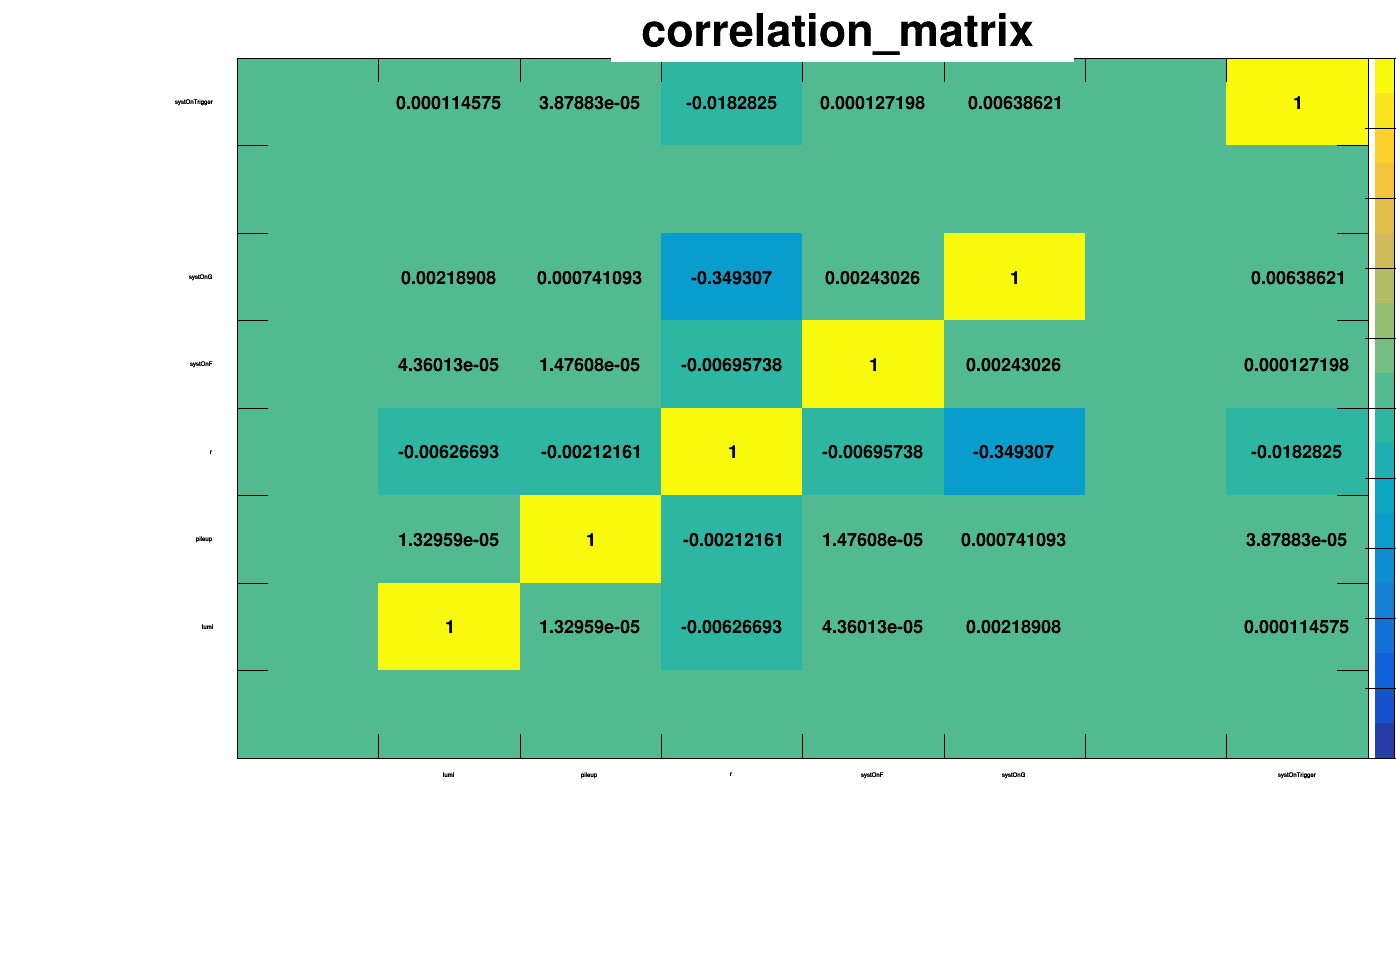 correlation_matrix
systOnTrigger 0.000114575 3.87883e-05 -0.0182825 0.000127198 0.00638621 1
systOnG 0.00218908 0.000741093 -0.349307 0.00243026 1 0.00638621
systOnF 4.36013e-05 1.47608e-05 -0.00695738 1 0.00243026 0.000127198
r -0.00626693 -0.00212161 1 -0.00695738 -0.349307 -0.0182825
pileup 1.32959e-05 1 -0.00212161 1.47608e-05 0.000741093 3.87883e-05
lumi 1 1.32959e-05 -0.00626693 4.36013e-05 0.00218908 0.000114575
lumi pileup r systOnF systOnG systOnTrigger